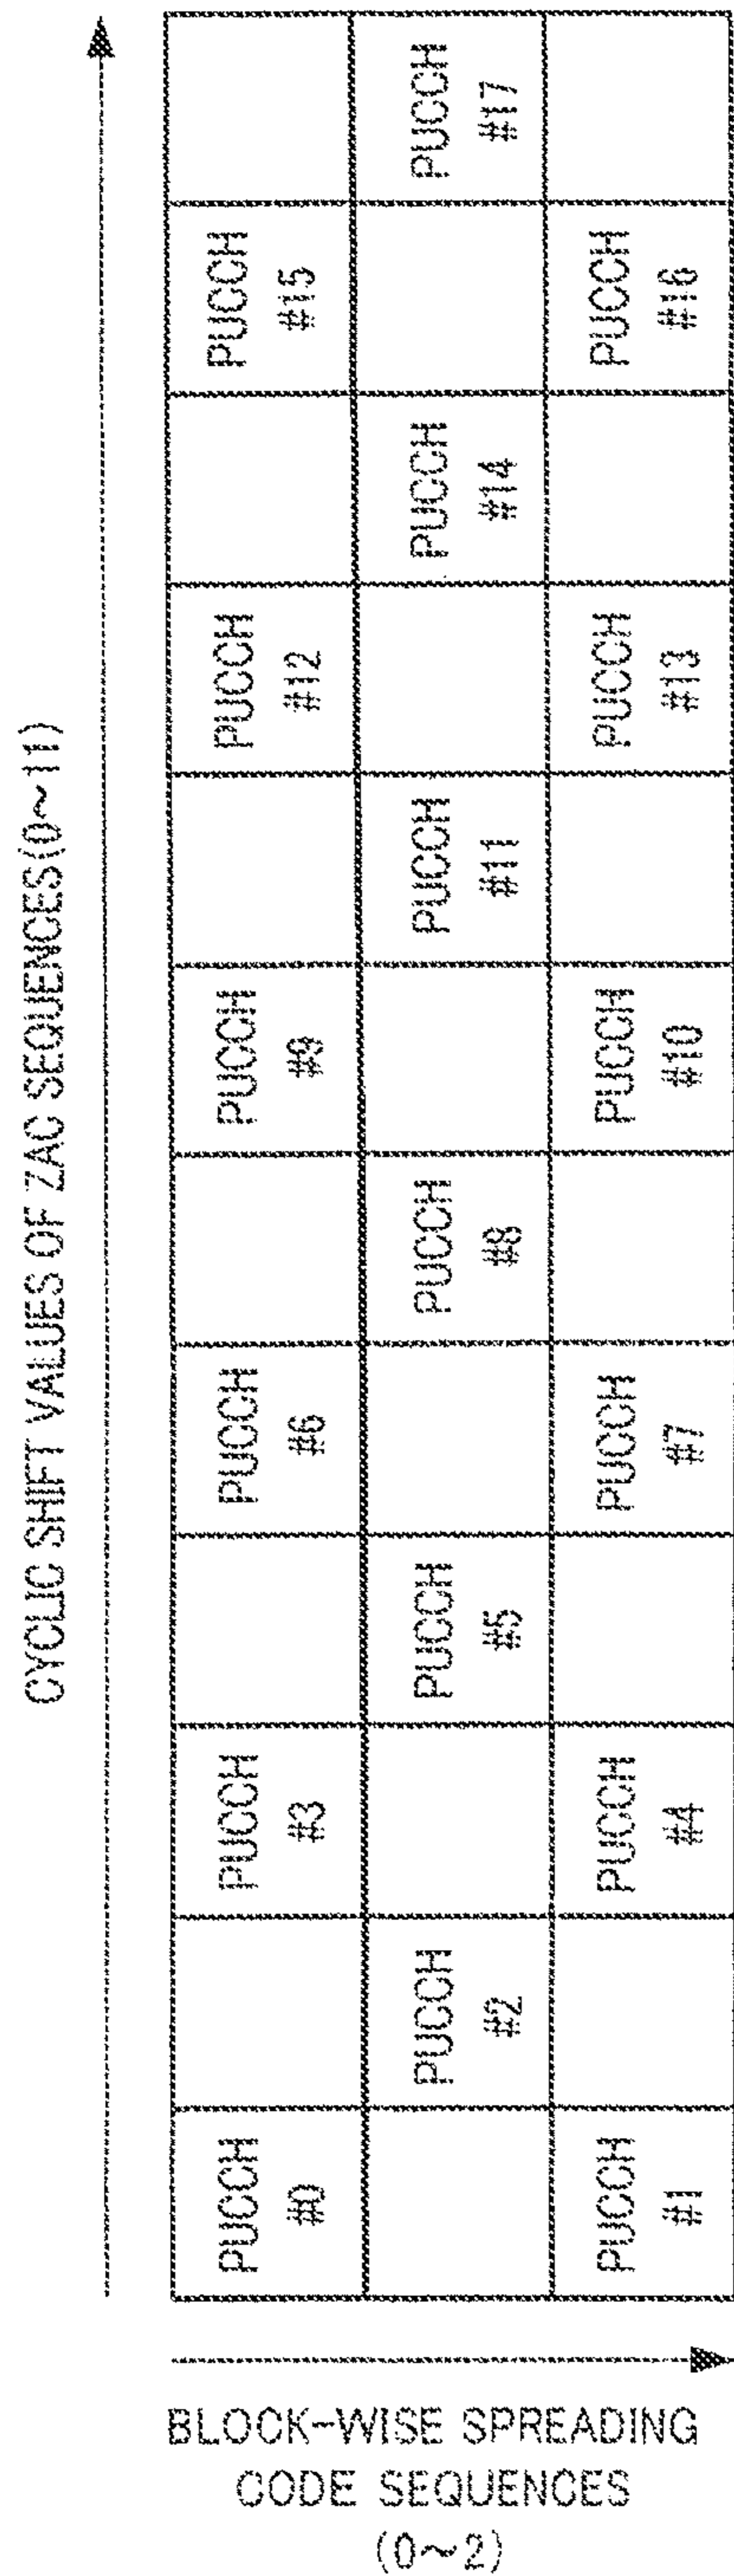 CYCLIC SHIFT VALUES OF ZAC SEQUENCES(0~11)
PUCCH
#0
PUCCH
#3
PUCCH
#6
PUCCH
#9
PUCCH
#12
PUCCH
#15
PUCCH
#2
PUCCH
#5
PUCCH
#8
PUCCH
#11
PUCCH
#14
PUCCH
#17
PUCCH
#1
PUCCH
#4
PUCCH
#7
PUCCH
#10
PUCCH
#13
PUCCH
#16
BLOCK-WISE SPREADING
CODE SEQUENCES
(0~2)